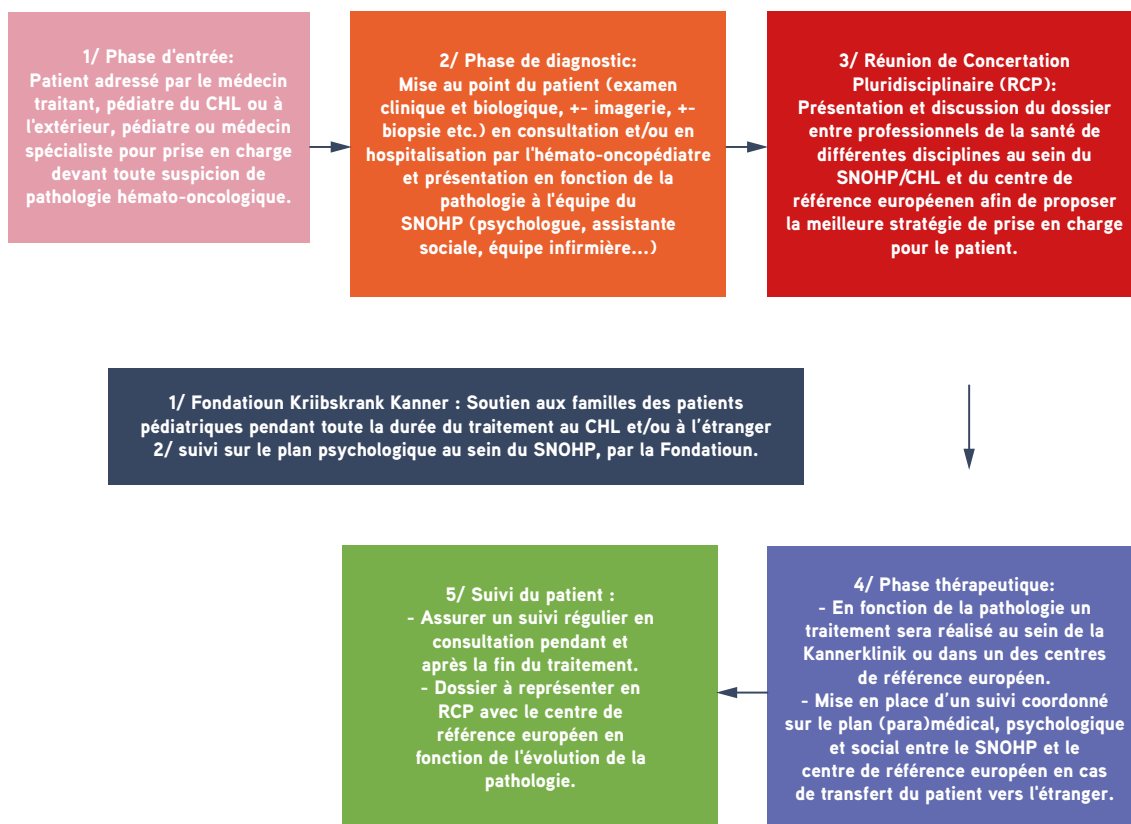 1/ Phase d'entrée:
Patient adressé par le médecin
traitant, pédiatre du CHL ou à
l'extérieur, pédiatre ou médecin
spécialiste pour prise en charge
devant toute suspicion de
pathologie hémato-oncologique.
2/ Phase de diagnostic:
Mise au point du patient (examen
clinique et biologique, +- imagerie, +-
biopsie etc.) en consultation et/ou en
hospitalisation par l'hémato-oncopédiatre
et présentation en fonction de la
pathologie à l'équipe du
SNOHP (psychologue, assistante
sociale, équipe infirmière...)
3/ Réunion de Concertation
Pluridisciplinaire (RCP):
Présentation et discussion du dossier
entre professionnels de la santé de
différentes disciplines au sein du
SNOHP/CHL et du centre de
référence européenen afin de proposer
la meilleure stratégie de prise en charge
pour le patient.
1/ Fondatioun Kriibskrank Kanner : Soutien aux familles des patients
pédiatriques pendant toute la durée du traitement au CHL et/ou à l’étranger
2/ suivi sur le plan psychologique au sein du SNOHP, par la Fondatioun.
4/ Phase thérapeutique:
- En fonction de la pathologie un
traitement sera réalisé au sein de la
Kannerklinik ou dans un des centres
de référence européen.
- Mise en place d’un suivi coordonné
sur le plan (para)médical, psychologique
et social entre le SNOHP et le
centre de référence européen en cas
de transfert du patient vers l'étranger.
5/ Suivi du patient :
- Assurer un suivi régulier en
consultation pendant et
après la fin du traitement.
- Dossier à représenter en
RCP avec le centre de
référence européen en
fonction de l'évolution de la
pathologie.